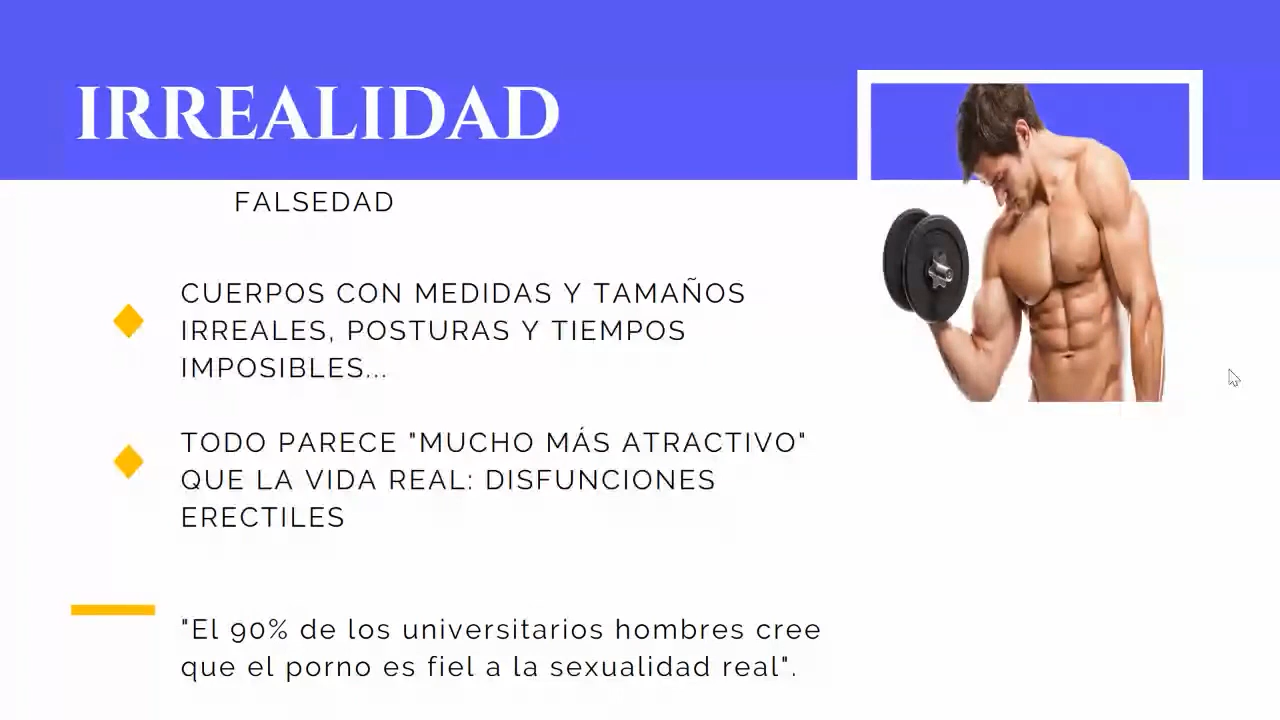 IRREALIDAD
FALSEDAD
CUERPOS CON MEDIDAS Y TAMAÑOS
IRREALES, POSTURAS Y TIEMPOS
IMPOSIBLES...
TODO PARECE "MUCHO MÁS ATRACTIVO"
QUE LA VIDA REAL: DISFUNCIONES
ERECTILES
"El 90% de los universitarios hombres cree
que el porno es fiel a la sexualidad real".